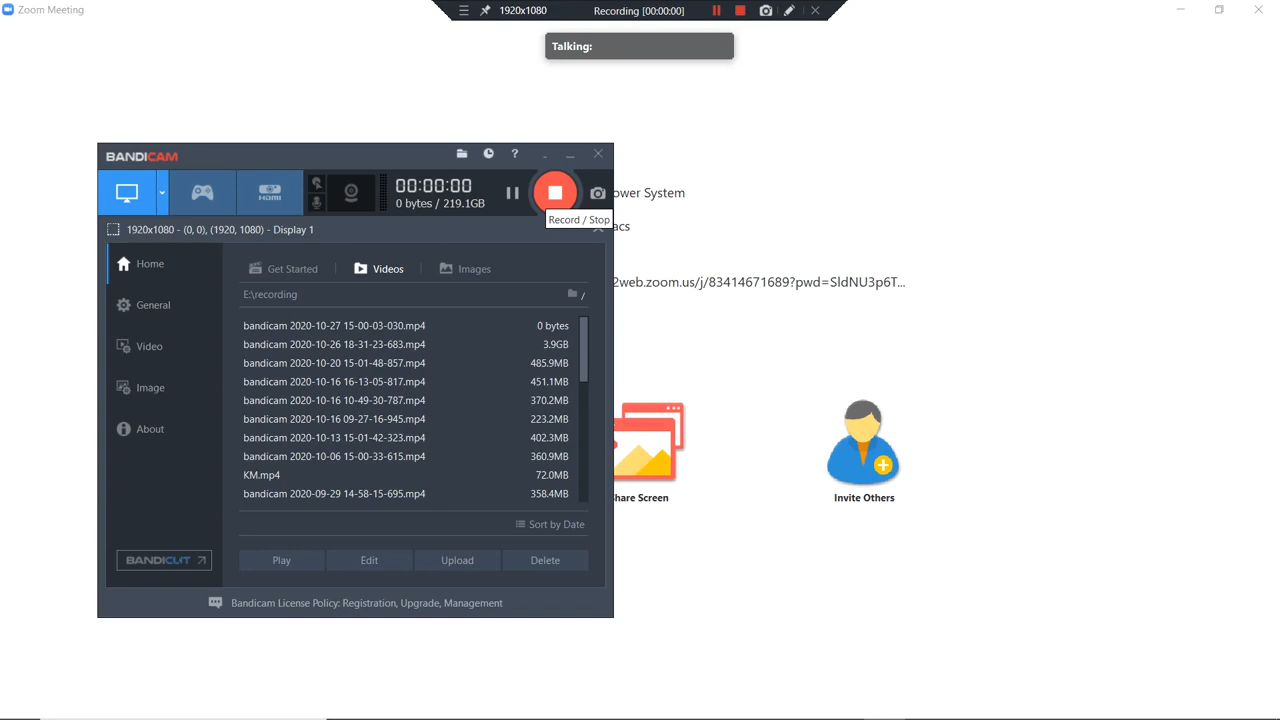 Zoom Meeting
1920x1080
Recording [00:00:00]
Talking:
BANDICAM
?
HDMI
00:00:00
0 bytes / 219.1GB
ower System
Record / Stop
acs
1920x1080 - (0, 0), (1920, 1080) - Display 1
Home
Get Started
Videos
Images
2web.zoom.us/j/83414671689?pwd=SldNU3p6T...
E:\recording
General
bandicam 2020-10-27 15-00-03-030.mp4 0 bytes
bandicam 2020-10-26 18-31-23-683.mp4 3.9GB
Video
bandicam 2020-10-20 15-01-48-857.mp4 485.9MB
bandicam 2020-10-16 16-13-05-817.mp4 451.1MB
Image
bandicam 2020-10-16 10-49-30-787.mp4 370.2MB
bandicam 2020-10-16 09-27-16-945.mp4 223.2MB
About
bandicam 2020-10-13 15-01-42-323.mp4 402.3MB
bandicam 2020-10-06 15-00-33-615.mp4 360.9MB
KM.mp4 72.0MB
bandicam 2020-09-29 14-58-15-695.mp4 358.4MB
hare Screen
Invite Others
Sort by Date
BANDICUT
Play
Edit
Upload
Delete
Bandicam License Policy: Registration, Upgrade, Management